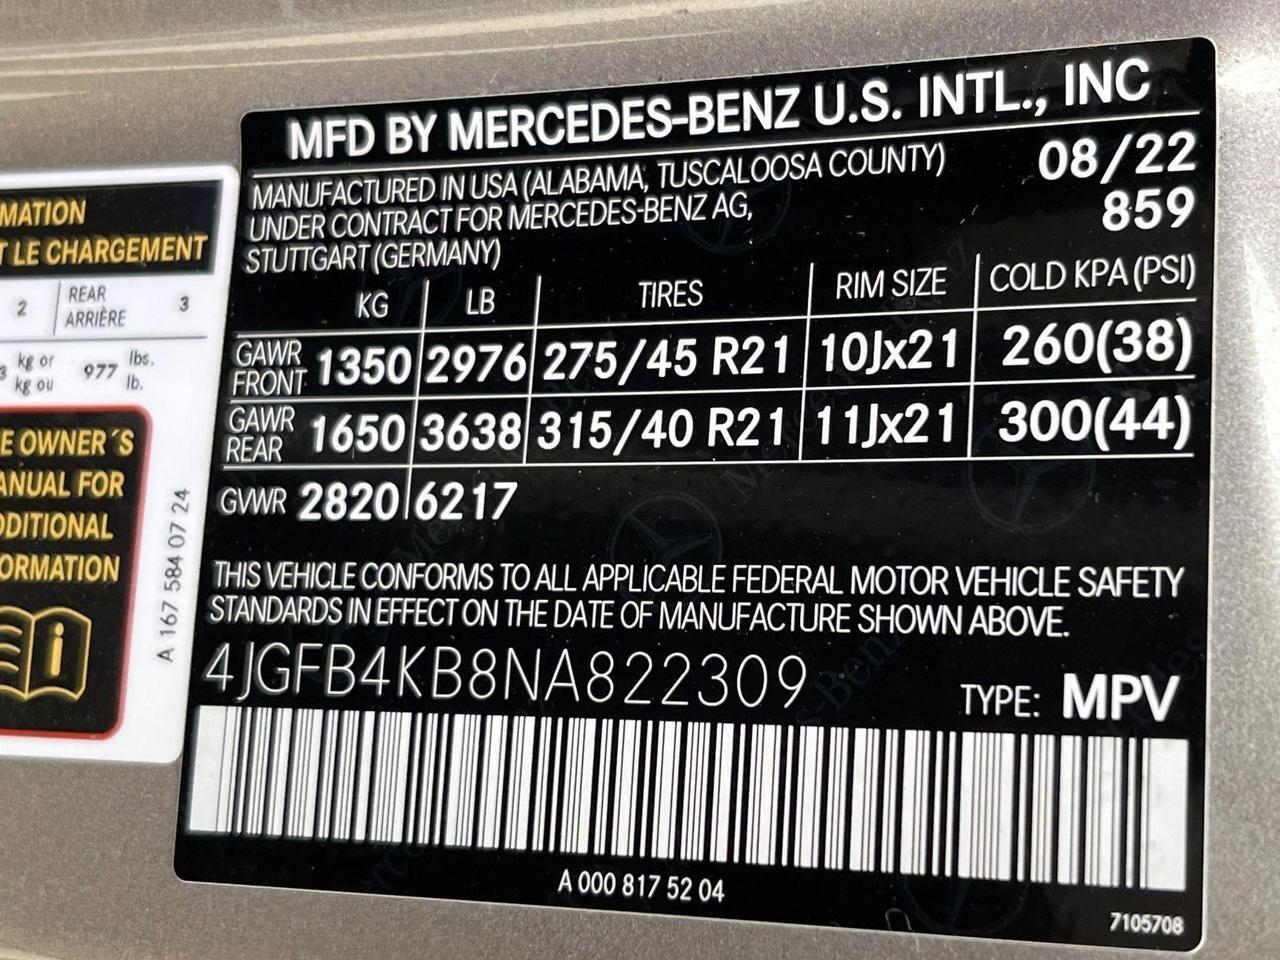 MATION
T LE CHARGEMENT
2 REAR ARRIÈRE 3
kg or kg ou 977 lbs. lb.
E OWNER´S
ANUAL FOR
DDITIONAL
ORMATION
A 167 584 07 24
MFD BY MERCEDES-BENZ U.S. INTL., INC
MANUFACTURED IN USA (ALABAMA, TUSCALOOSA COUNTY) 08/22
UNDER CONTRACT FOR MERCEDES-BENZ AG, 859
STUTTGART (GERMANY)
KG LB TIRES RIM SIZE COLD KPA (PSI)
GAWR FRONT 1350 2976 275/45 R21 10Jx21 260(38)
GAWR REAR 1650 3638 315/40 R21 11Jx21 300(44)
GVWR 2820 6217
THIS VEHICLE CONFORMS TO ALL APPLICABLE FEDERAL MOTOR VEHICLE SAFETY
STANDARDS IN EFFECT ON THE DATE OF MANUFACTURE SHOWN ABOVE.
4JGFB4KB8NA822309 TYPE: MPV
A 000 817 52 04
7105708